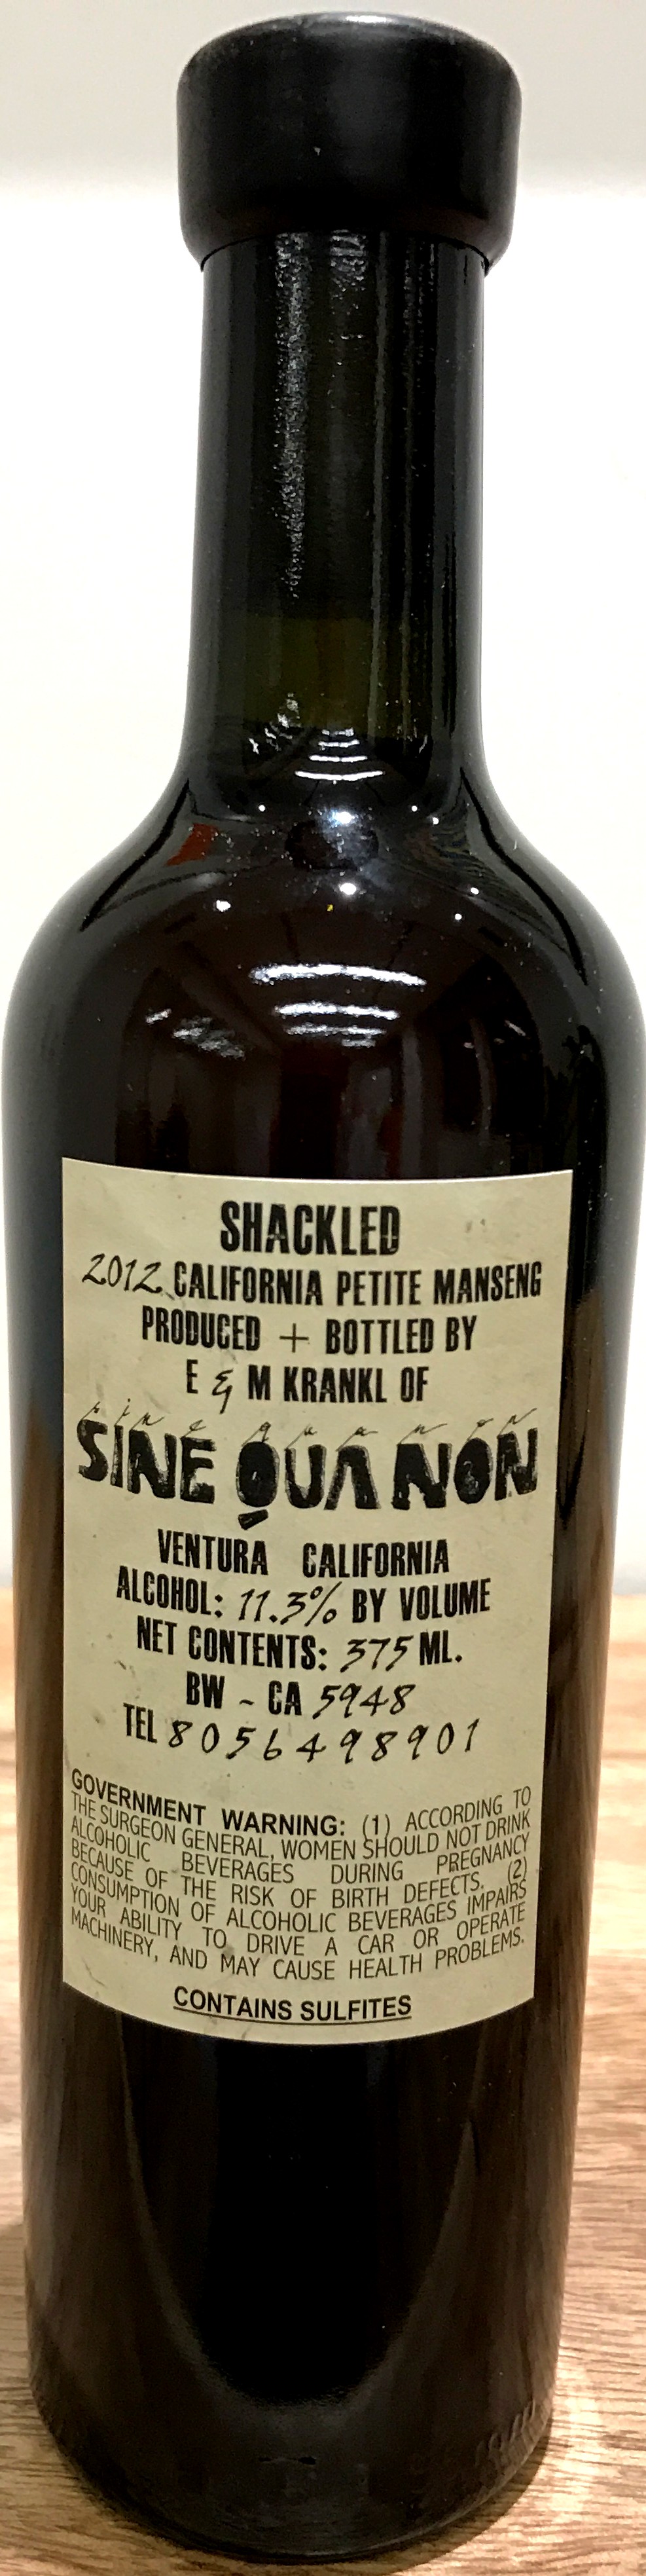 SHACKLED
2012 CALIFORNIA PETITE MANSENG
PRODUCED + BOTTLED BY
E & M KRANKL OF
sine qua non
SINE QUA NON
VENTURA CALIFORNIA
ALCOHOL: 11.3% BY VOLUME
NET CONTENTS: 375 ML.
BW ~ CA 5948
TEL 8056498901
GOVERNMENT WARNING: (1) ACCORDING TO
THE SURGEON GENERAL, WOMEN SHOULD NOT DRINK
ALCOHOLIC BEVERAGES DURING PREGNANCY
BECAUSE OF THE RISK OF BIRTH DEFECTS. (2)
CONSUMPTION OF ALCOHOLIC BEVERAGES IMPAIRS
YOUR ABILITY TO DRIVE A CAR OR OPERATE
MACHINERY, AND MAY CAUSE HEALTH PROBLEMS.
CONTAINS SULFITES